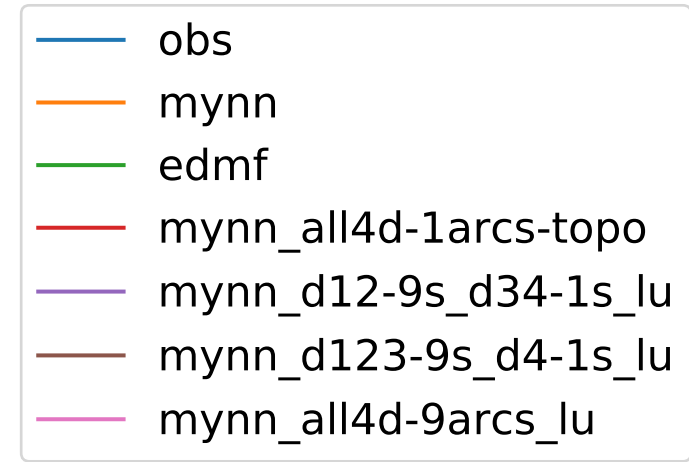 obs
mynn
edmf
mynn_all4d-1arcs-topo
mynn_d12-9s_d34-1s_lu
mynn_d123-9s_d4-1s_lu
mynn_all4d-9arcs_lu